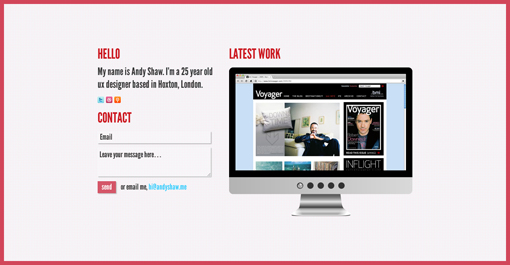 HELLO
My name is Andy Shaw. I'm a 25 year old
ux designer based in Hoxton, London.
CONTACT
Email
Leave your message here . . .
send or email me, hi@andyshaw.me
LATEST WORK
Voyager
Voyager
INFLIGHT